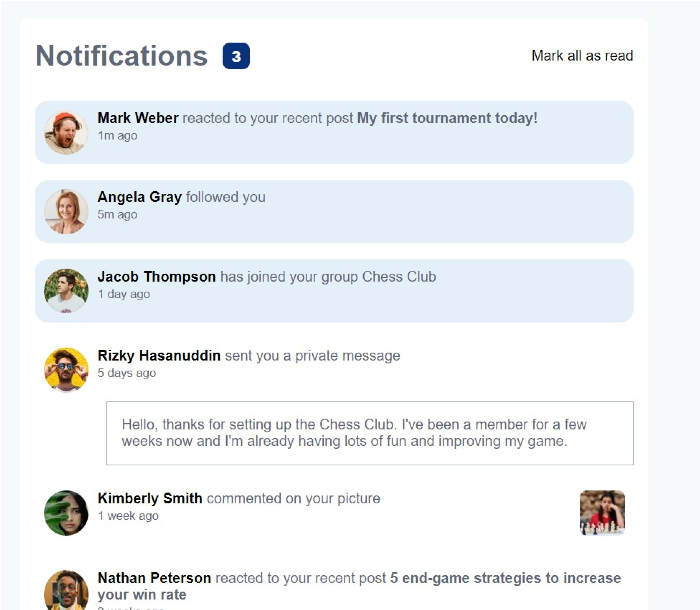 Notifications 3
Mark all as read
Mark Weber reacted to your recent post My first tournament today!
1m ago
Angela Gray followed you
5m ago
Jacob Thompson has joined your group Chess Club
1 day ago
Rizky Hasanuddin sent you a private message
5 days ago
Hello, thanks for setting up the Chess Club. I've been a member for a few
weeks now and I'm already having lots of fun and improving my game.
Kimberly Smith commented on your picture
1 week ago
Nathan Peterson reacted to your recent post 5 end-game strategies to increase
your win rate